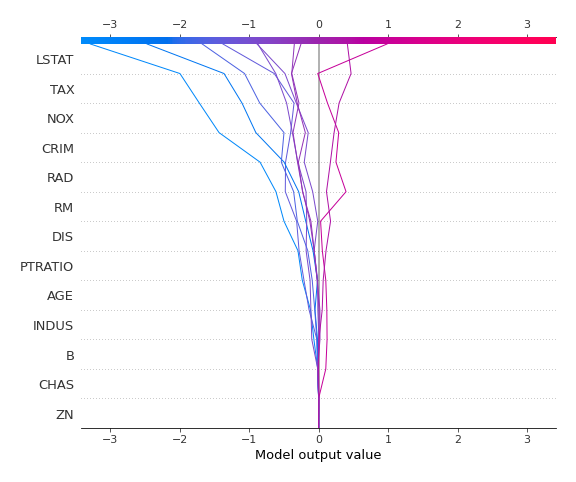 −3 −2 −1 0 1 2 3
LSTAT
TAX
NOX
CRIM
RAD
RM
DIS
PTRATIO
AGE
INDUS
B
CHAS
ZN
−3 −2 −1 0 1 2 3
Model output value